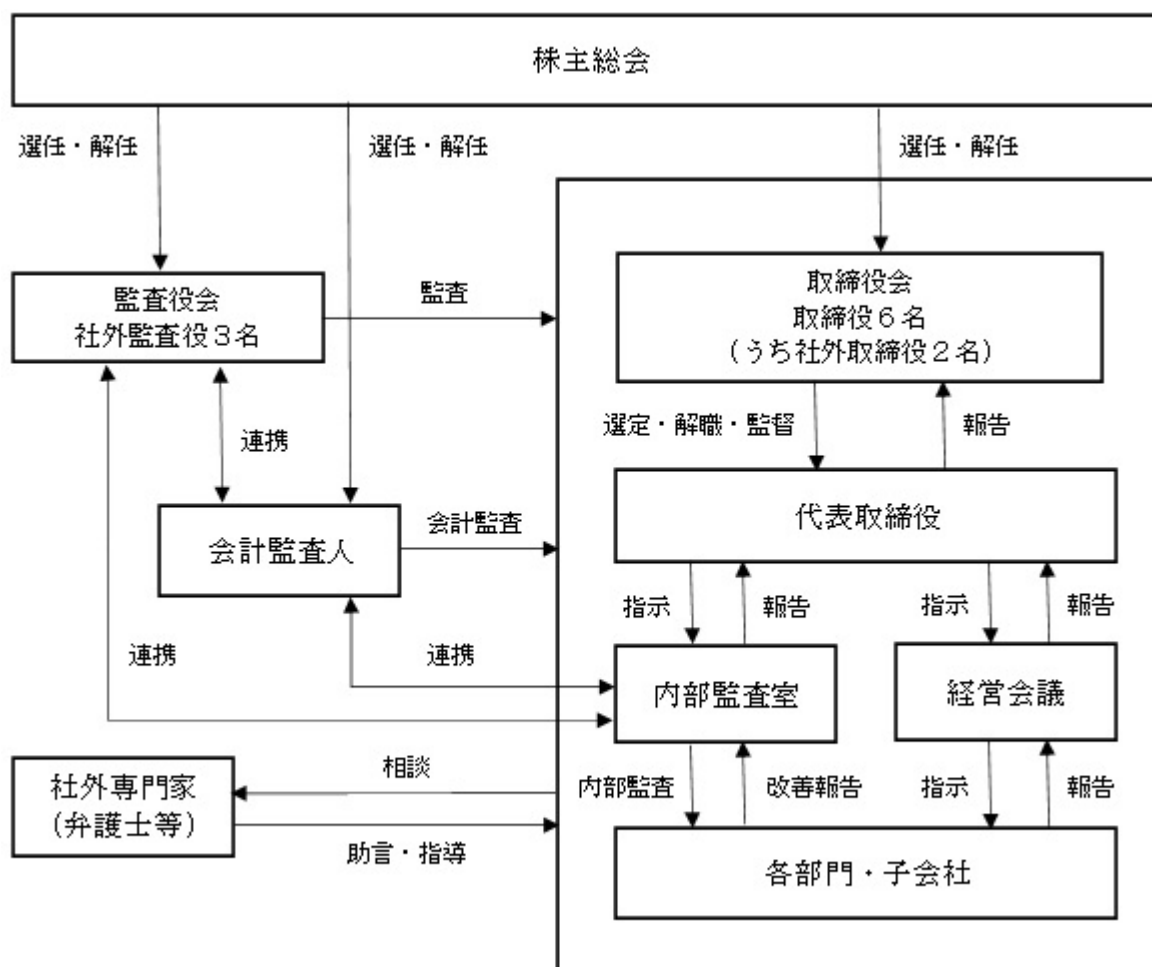 株主総会
選任・解任
選任・解任
選任・解任
監査役会
社外監査役3名
監査
取締役会
取締役6名
(うち社外取締役2名)
連携
選定・解職・監督
報告
会計監査人
会計監査
代表取締役
指示
報告
指示
報告
連携
連携
内部監査室
経営会議
社外専門家
(弁護士等)
相談
助言・指導
内部監査
改善報告
指示
報告
各部門・子会社